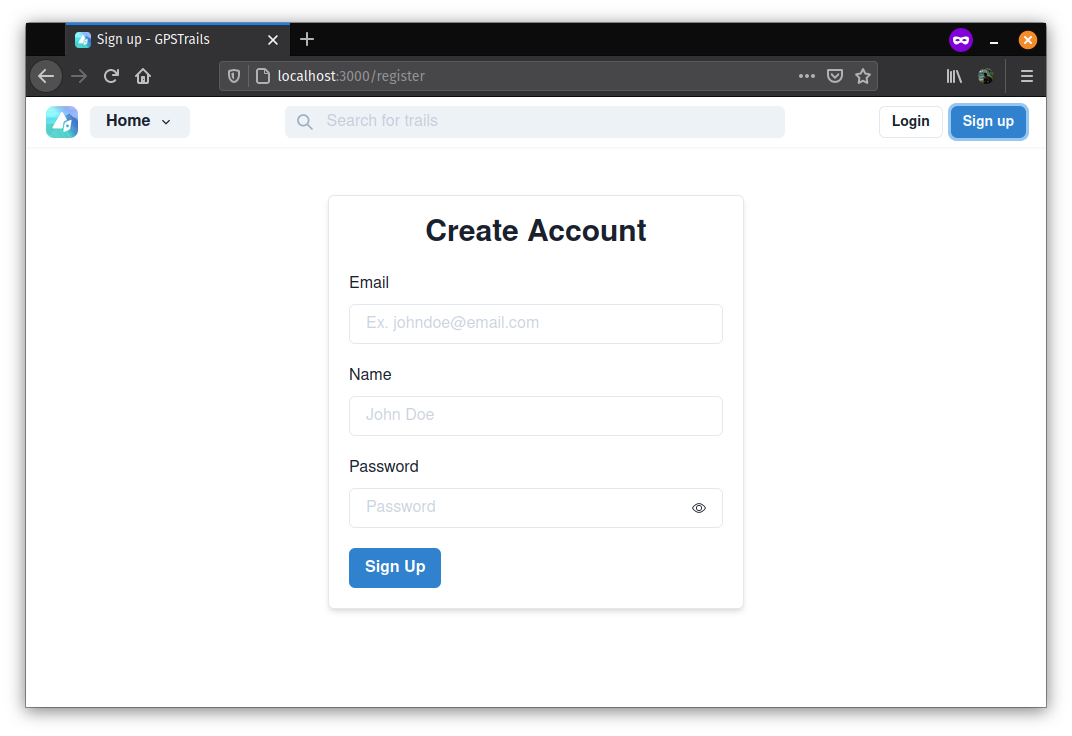 Sign up - GPSTrails
localhost:3000/register
Home
Search for trails
Login
Sign up
Create Account
Email
Ex. johndoe@email.com
Name
John Doe
Password
Password
Sign Up